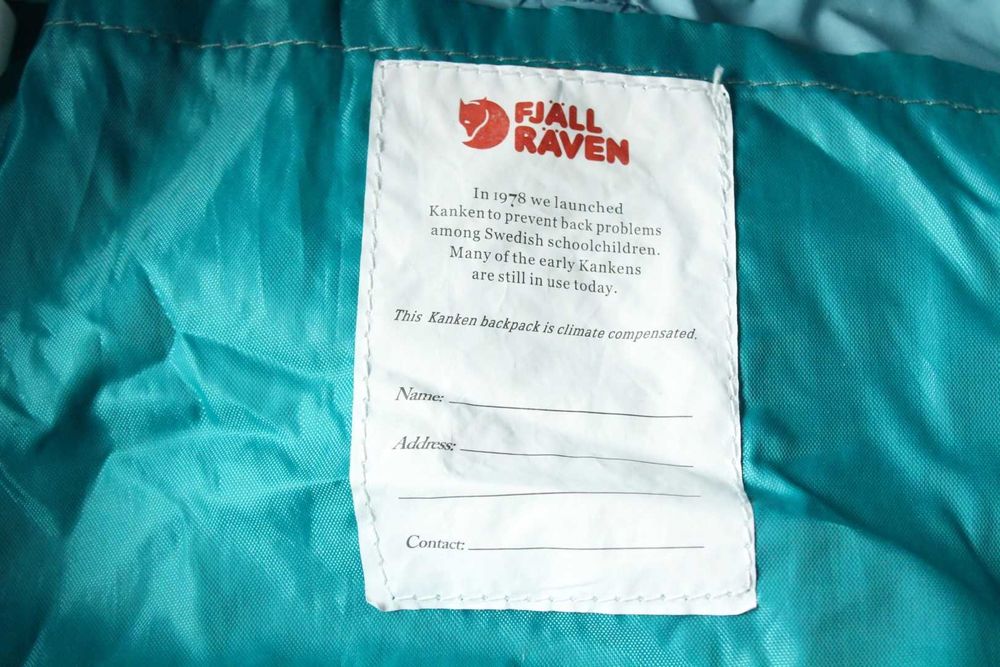 FJÄLL
RÄVEN
In 1978 we launched
Kanken to prevent back problems
among Swedish schoolchildren.
Many of the early Kankens
are still in use today.
This Kanken backpack is climate compensated.
Name:
Address:
Contact: